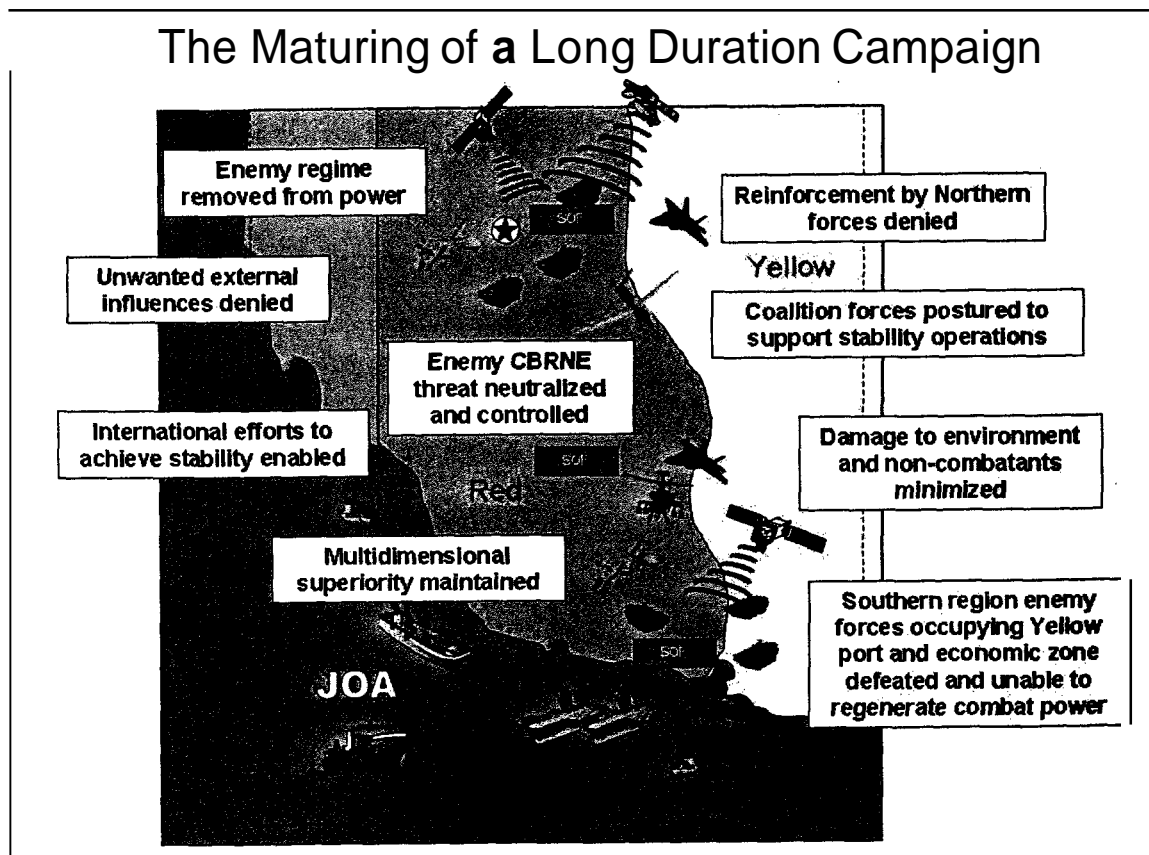 The Maturing of a Long Duration Campaign
Enemy regime
removed from power
Reinforcement by Northern
forces denied
SOF
Yellow
Unwanted external
influences denied
Coalition forces postured to
support stability operations
Enemy CBRNE
threat neutralized
and controlled
International efforts to
achieve stability enabled
Damage to environment
and non-combatants
minimized
SOF
Red
Multidimensional
superiority maintained
Southern region enemy
forces occupying Yellow
port and economic zone
defeated and unable to
regenerate combat power
SOF
JOA